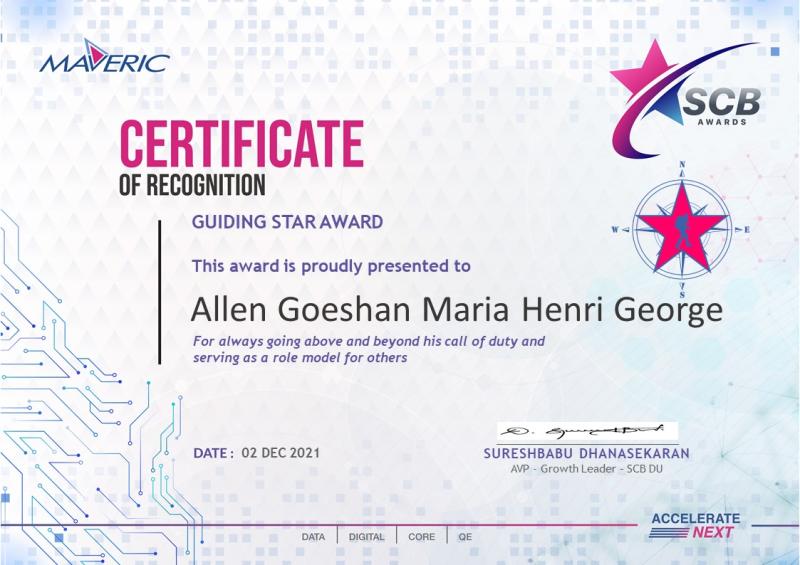 MAVERIC
SCB
AWARDS
CERTIFICATE
OF RECOGNITION
N
W
E
S
GUIDING STAR AWARD
This award is proudly presented to
Allen Goeshan Maria Henri George
For always going above and beyond his call of duty and
serving as a role model for others
DATE : 02 DEC 2021
SURESHBABU DHANASEKARAN
AVP - Growth Leader - SCB DU
ACCELERATE
NEXT
DATA DIGITAL CORE QE